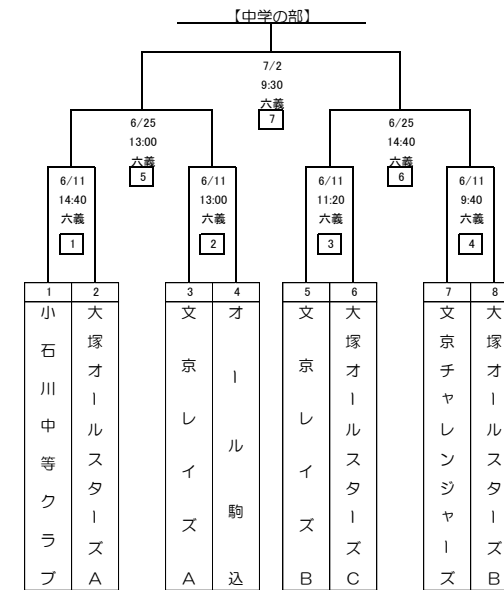 【中学の部】
7/2
9:30
六義
7
6/25
13:00
六義
5
6/25
14:40
六義
6
6/11
14:40
六義
1
6/11
13:00
六義
2
6/11
11:20
六義
3
6/11
9:40
六義
4
1
2
3
4
5
6
7
8
小石川中等クラブ
大塚オールスターズA
文京レイズA
オール駒込
文京レイズB
大塚オールスターズC
文京チャレンジャーズ
大塚オールスターズB